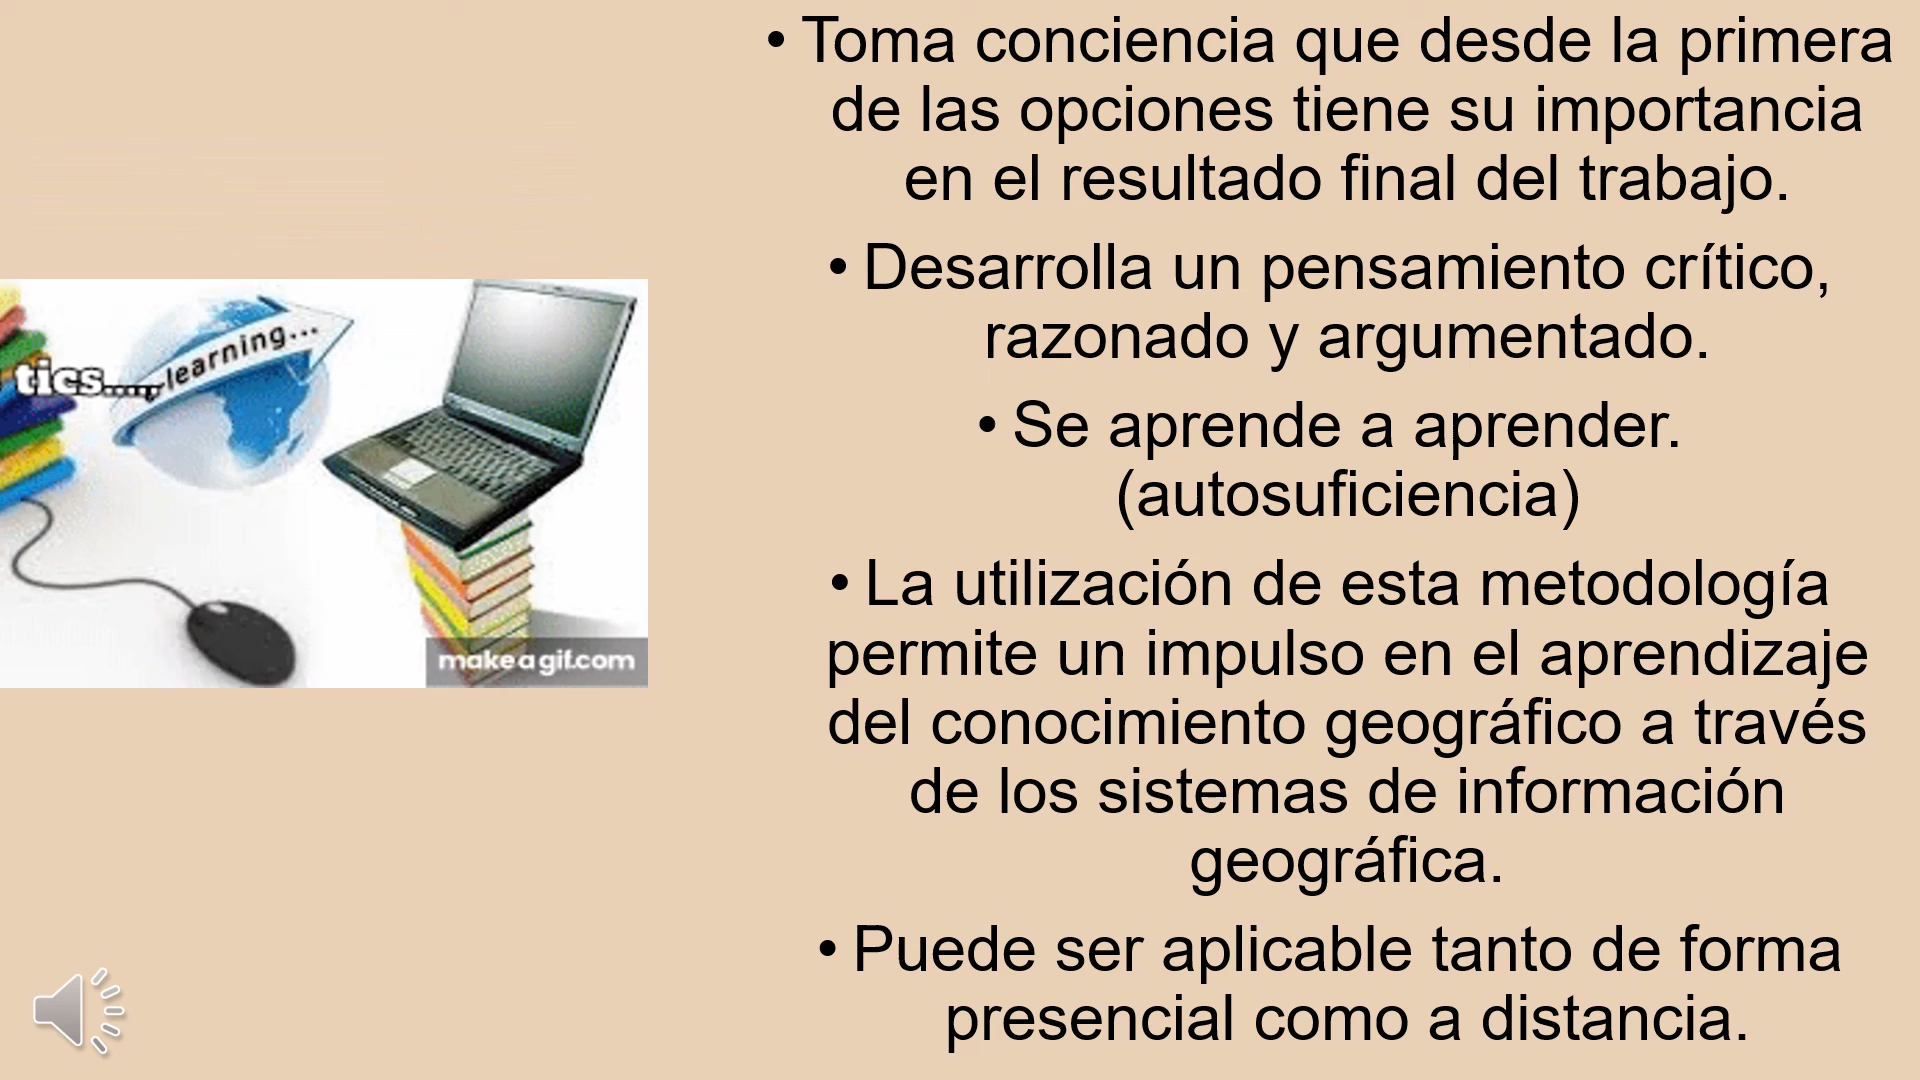 • Toma conciencia que desde la primera
de las opciones tiene su importancia
en el resultado final del trabajo.
• Desarrolla un pensamiento crítico,
razonado y argumentado.
• Se aprende a aprender.
(autosuficiencia)
• La utilización de esta metodología
permite un impulso en el aprendizaje
del conocimiento geográfico a través
de los sistemas de información
geográfica.
• Puede ser aplicable tanto de forma
presencial como a distancia.
learning...
tics....,
makeagif.com